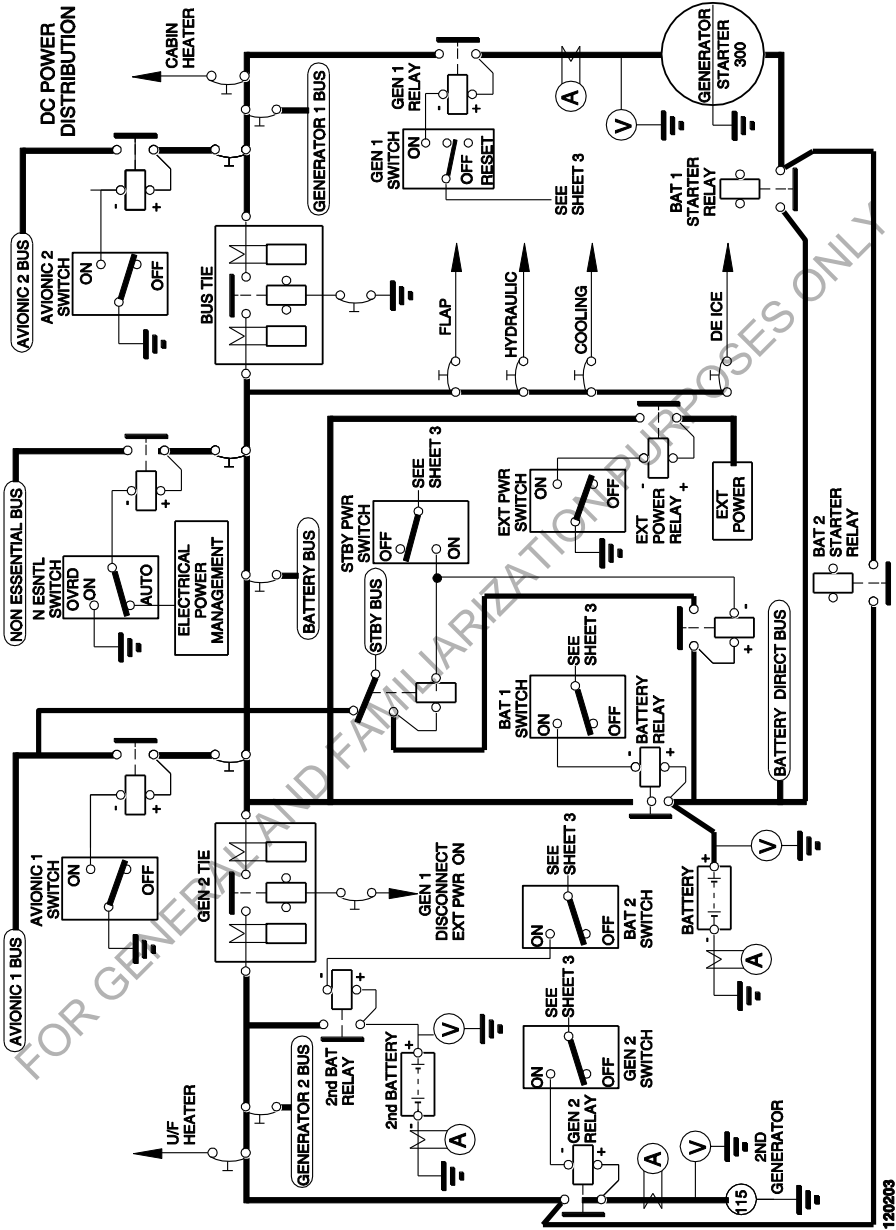 DC POWER
DISTRIBUTION
CABIN
HEATER
AVIONIC 2 BUS
AVIONIC 2
SWITCH
ON
OFF
-
+
GENERATOR 1 BUS
BUS TIE
GEN 1
RELAY
-
+
GEN 1
SWITCH
ON
OFF
RESET
SEE
SHEET 3
A
V
GENERATOR
STARTER
300
BAT 1
STARTER
RELAY
FLAP
HYDRAULIC
COOLING
DE ICE
NON ESSENTIAL BUS
N ESNTL
SWITCH
OVRD
ON
AUTO
-
+
ELECTRICAL
POWER
MANAGEMENT
BATTERY BUS
STBY PWR
SWITCH
OFF
ON
SEE
SHEET 3
STBY BUS
EXT PWR
SWITCH
ON
OFF
EXT
POWER
RELAY
-
+
EXT
POWER
BAT 2
STARTER
RELAY
BAT 1
SWITCH
ON
OFF
SEE
SHEET 3
BATTERY
RELAY
-
+
-
+
BATTERY DIRECT BUS
AVIONIC 1 BUS
AVIONIC 1
SWITCH
ON
OFF
-
+
GEN 2 TIE
GEN 1
DISCONNECT
EXT PWR ON
BAT 2
SWITCH
ON
OFF
SEE
SHEET 3
BATTERY
+
-
V
A
U/F
HEATER
GENERATOR 2 BUS
2nd BAT
RELAY
-
+
2nd BATTERY
+
-
V
A
GEN 2
SWITCH
ON
OFF
SEE
SHEET 3
GEN 2
RELAY
-
+
A
V
115
2ND
GENERATOR
120203
FOR GENERAL AND FAMILIARIZATION PURPOSES ONLY